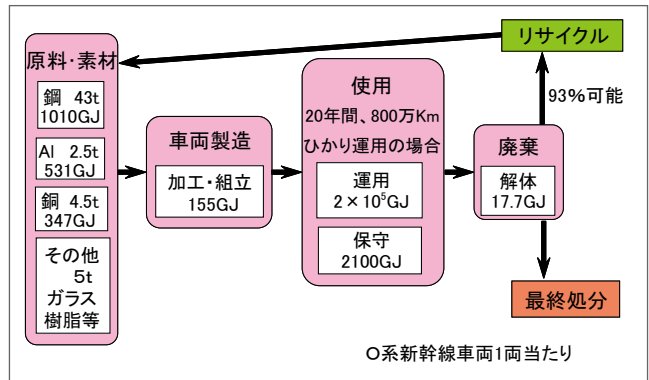 リサイクル
原料・素材
鋼 43t
1010GJ
Al 2.5t
531GJ
銅 4.5t
347GJ
その他
5t
ガラス
樹脂等
車両製造
加工・組立
155GJ
使用
20年間、800万Km
ひかり運用の場合
運用
2×10⁵GJ
保守
2100GJ
93%可能
廃棄
解体
17.7GJ
最終処分
O系新幹線車両1両当たり